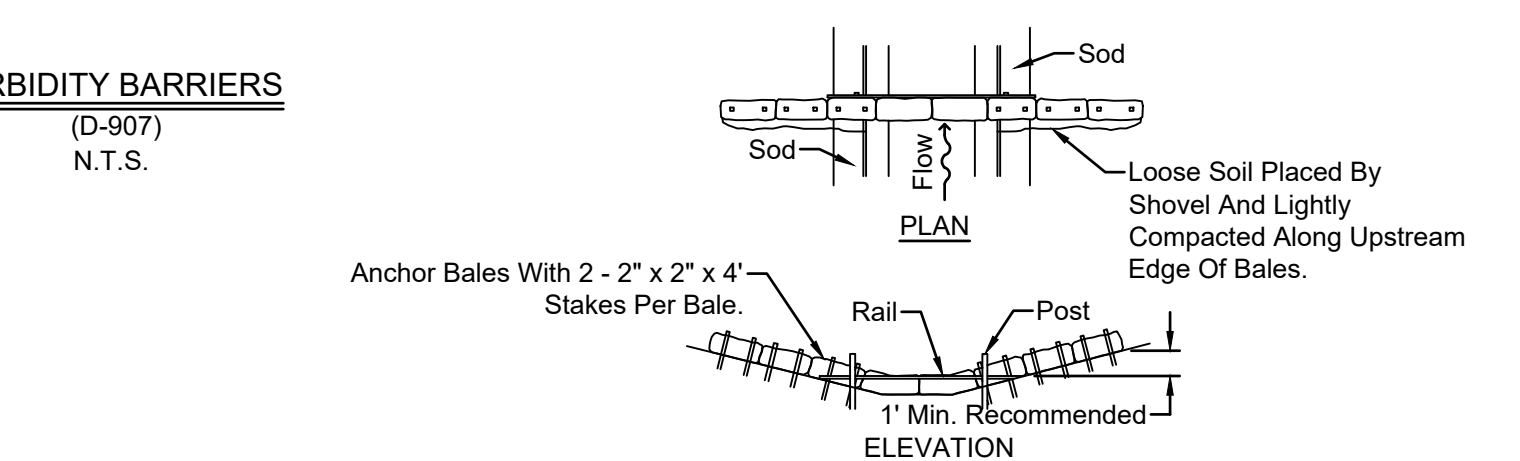 RBIDITY BARRIERS
(D-907)
N.T.S.
Sod
Sod
Flow
Loose Soil Placed By
Shovel And Lightly
Compacted Along Upstream
Edge Of Bales.
PLAN
Anchor Bales With 2 - 2" x 2" x 4'
Stakes Per Bale.
Rail
Post
1' Min. Recommended
ELEVATION